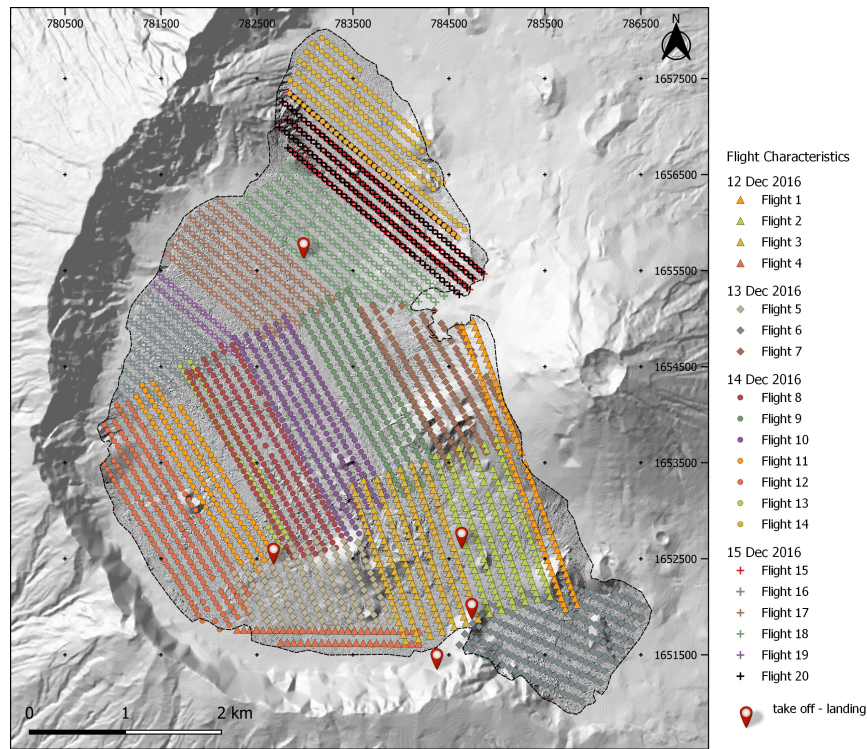 780500 781500 782500 783500 784500 785500 786500
N
1657500
1656500
1655500
1654500
1653500
1652500
1651500
0 1 2 km
Flight Characteristics
12 Dec 2016
Flight 1
Flight 2
Flight 3
Flight 4
13 Dec 2016
Flight 5
Flight 6
Flight 7
14 Dec 2016
Flight 8
Flight 9
Flight 10
Flight 11
Flight 12
Flight 13
Flight 14
15 Dec 2016
Flight 15
Flight 16
Flight 17
Flight 18
Flight 19
Flight 20
take off - landing